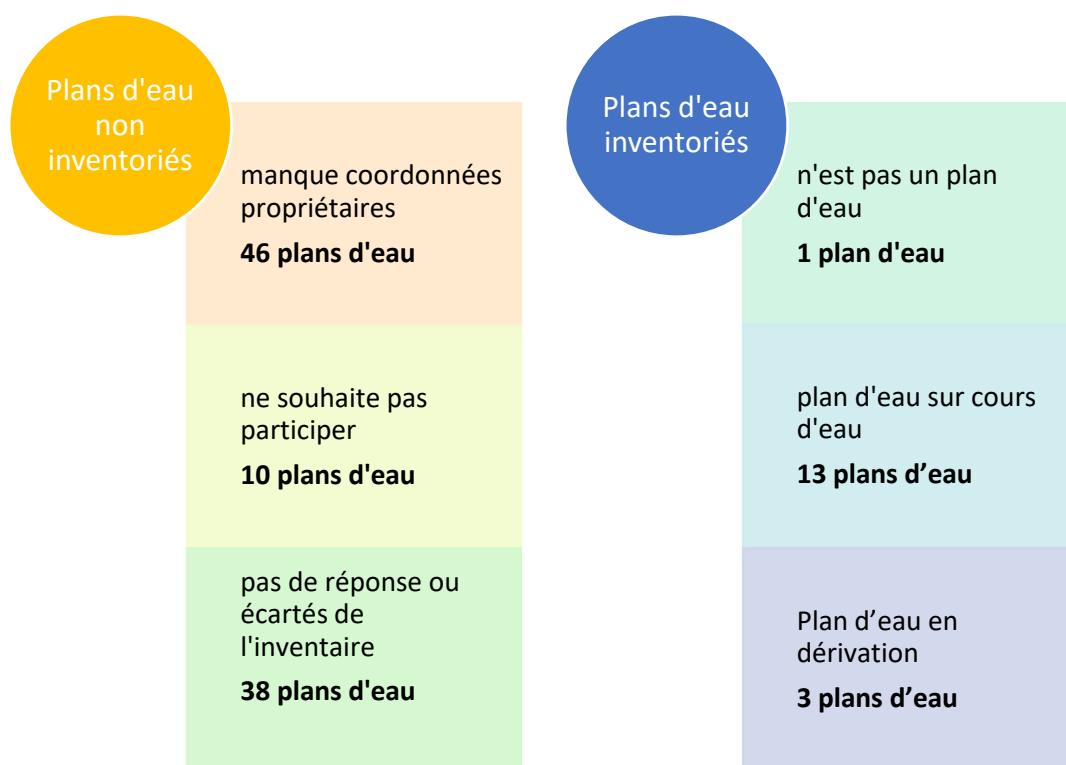 Plans d'eau
non
inventoriés
manque coordonnées
propriétaires
46 plans d'eau
ne souhaite pas
participer
10 plans d'eau
pas de réponse ou
écartés de
l'inventaire
38 plans d'eau
Plans d'eau
inventoriés
n'est pas un plan
d'eau
1 plan d'eau
plan d'eau sur cours
d'eau
13 plans d’eau
Plan d’eau en
dérivation
3 plans d’eau